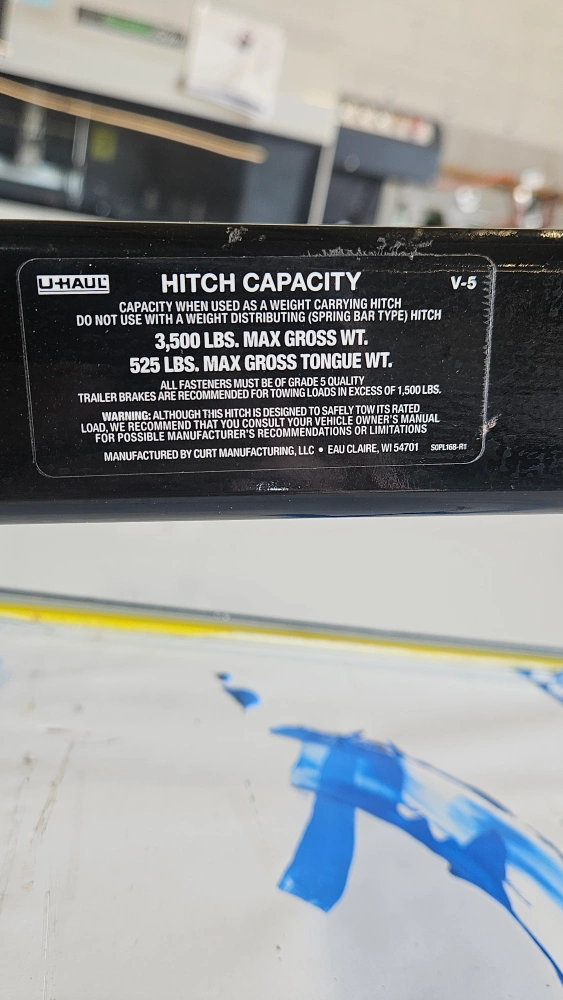 U-HAUL HITCH CAPACITY V-5
CAPACITY WHEN USED AS A WEIGHT CARRYING HITCH
DO NOT USE WITH A WEIGHT DISTRIBUTING (SPRING BAR TYPE) HITCH
3,500 LBS. MAX GROSS WT.
525 LBS. MAX GROSS TONGUE WT.
ALL FASTENERS MUST BE OF GRADE 5 QUALITY
TRAILER BRAKES ARE RECOMMENDED FOR TOWING LOADS IN EXCESS OF 1,500 LBS.
WARNING: ALTHOUGH THIS HITCH IS DESIGNED TO SAFELY TOW ITS RATED
LOAD, WE RECOMMEND THAT YOU CONSULT YOUR VEHICLE OWNER'S MANUAL
FOR POSSIBLE MANUFACTURER'S RECOMMENDATIONS OR LIMITATIONS
MANUFACTURED BY CURT MANUFACTURING, LLC • EAU CLAIRE, WI 54701 S0PL168-R1